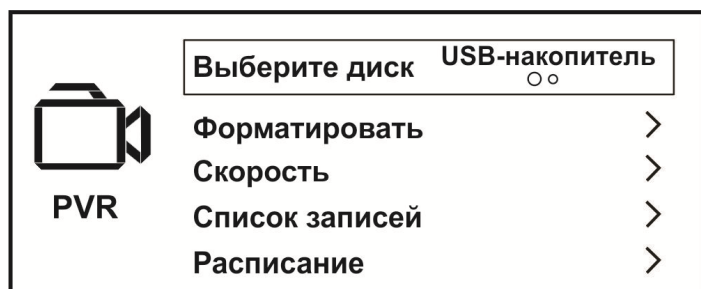 Выберите диск USB-накопитель
Форматировать
Скорость
PVR
Список записей
Расписание